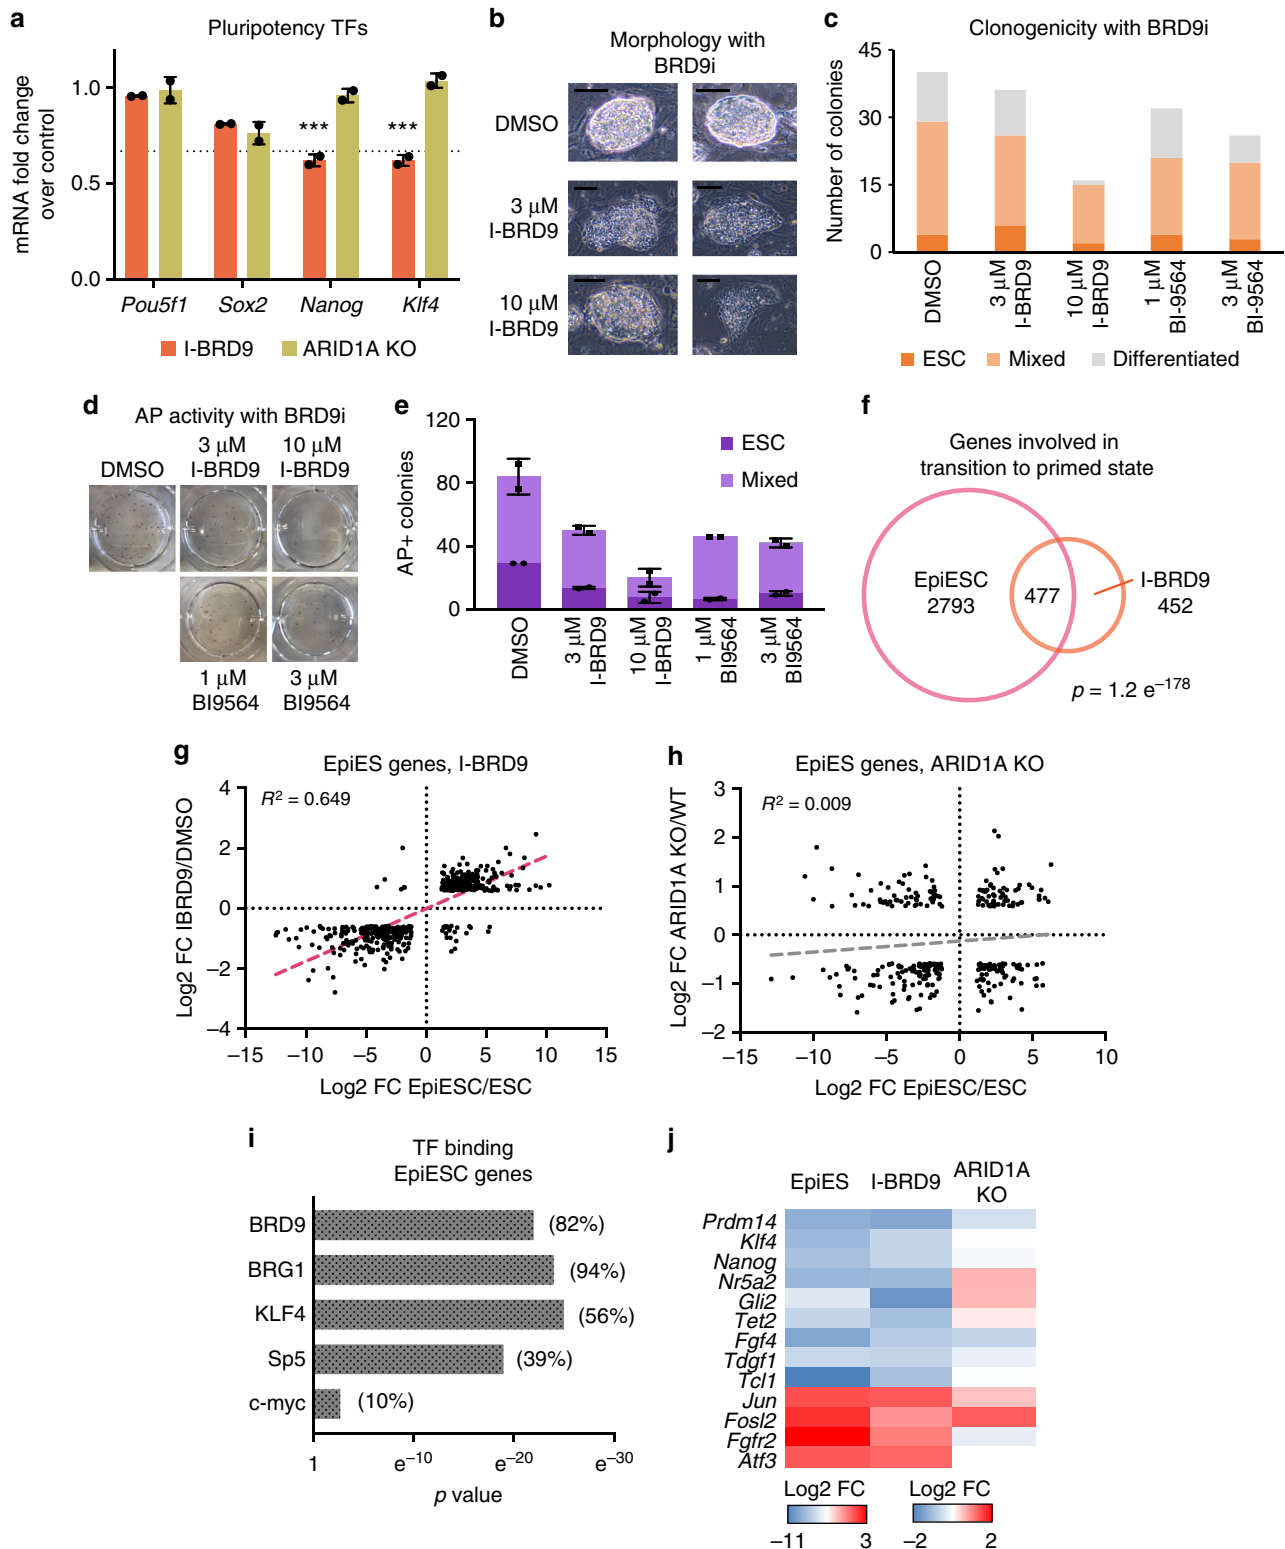 a
Pluripotency TFs
mRNA fold change
over control
1.0
0.5
0.0
***
***
Pou5f1
Sox2
Nanog
Klf4
I-BRD9
ARID1A KO
b
Morphology with
BRD9i
DMSO
3 μM
I-BRD9
10 μM
I-BRD9
c
Clonogenicity with BRD9i
Number of colonies
45
30
15
0
DMSO
3 μM
I-BRD9
10 μM
I-BRD9
1 μM
BI-9564
3 μM
BI-9564
ESC
Mixed
Differentiated
d
AP activity with BRD9i
DMSO
3 μM
I-BRD9
10 μM
I-BRD9
1 μM
BI9564
3 μM
BI9564
e
AP+ colonies
120
80
40
0
ESC
Mixed
DMSO
3 μM
I-BRD9
10 μM
I-BRD9
1 μM
BI9564
3 μM
BI9564
f
Genes involved in
transition to primed state
EpiESC
2793
477
I-BRD9
452
p = 1.2 e–178
g
EpiES genes, I-BRD9
R2 = 0.649
Log2 FC IBRD9/DMSO
4
2
0
–2
–4
–15
–10
–5
0
5
10
15
Log2 FC EpiESC/ESC
h
EpiES genes, ARID1A KO
R2 = 0.009
Log2 FC ARID1A KO/WT
3
2
1
0
–1
–2
–15
–10
–5
0
5
10
Log2 FC EpiESC/ESC
i
TF binding
EpiESC genes
BRD9
(82%)
BRG1
(94%)
KLF4
(56%)
Sp5
(39%)
c-myc
(10%)
1
e–10
e–20
e–30
p value
j
EpiES
I-BRD9
ARID1A
KO
Prdm14
Klf4
Nanog
Nr5a2
Gli2
Tet2
Fgf4
Tdgf1
Tcl1
Jun
Fosl2
Fgfr2
Atf3
Log2 FC
–11
3
Log2 FC
–2
2